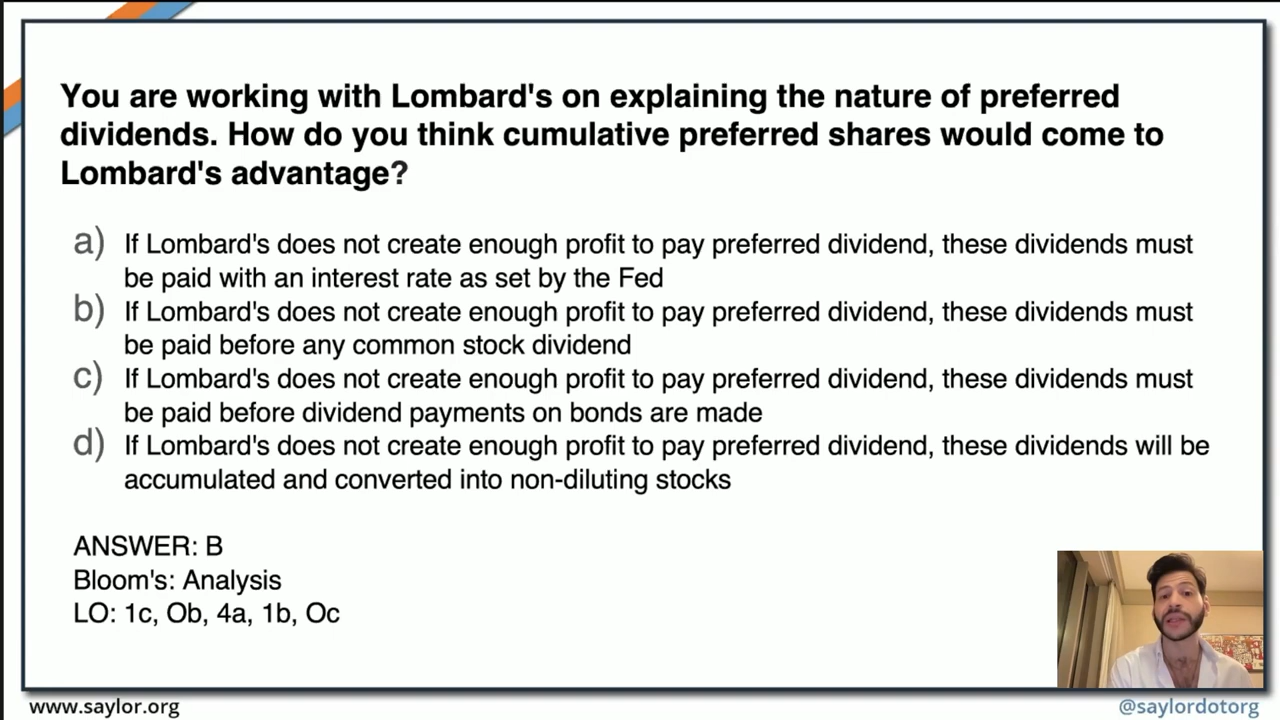 You are working with Lombard's on explaining the nature of preferred
dividends. How do you think cumulative preferred shares would come to
Lombard's advantage?
a) If Lombard's does not create enough profit to pay preferred dividend, these dividends must
be paid with an interest rate as set by the Fed
b) If Lombard's does not create enough profit to pay preferred dividend, these dividends must
be paid before any common stock dividend
c) If Lombard's does not create enough profit to pay preferred dividend, these dividends must
be paid before dividend payments on bonds are made
d) If Lombard's does not create enough profit to pay preferred dividend, these dividends will be
accumulated and converted into non-diluting stocks
ANSWER: B
Bloom's: Analysis
LO: 1c, Ob, 4a, 1b, Oc
www.saylor.org
@saylordotorg